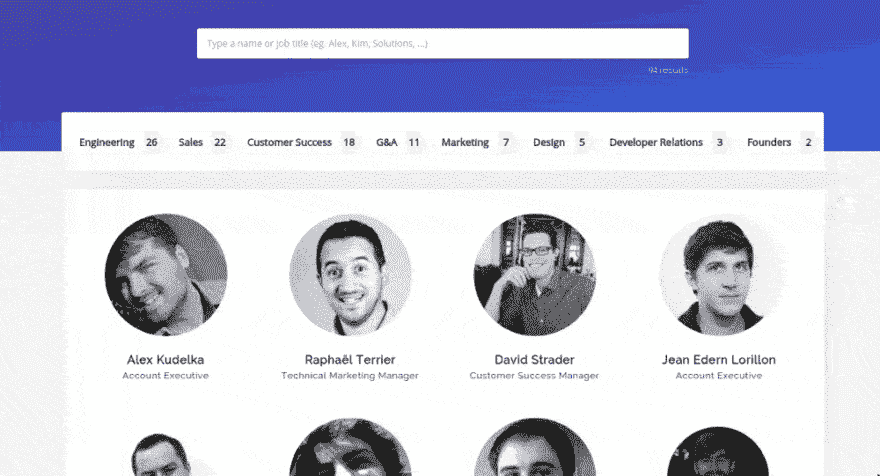 Type a name or job title (eg. Alex, Kim, Solutions, ...)
94 results
Engineering 26 Sales 22 Customer Success 18 G&A 11 Marketing 7 Design 5 Developer Relations 3 Founders 2
Alex Kudelka Raphaël Terrier David Strader Jean Edern Lorillon
Account Executive Technical Marketing Manager Customer Success Manager Account Executive